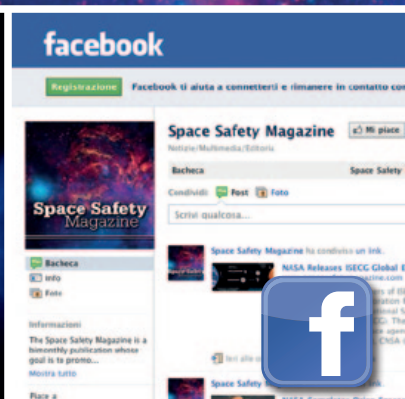 facebook
Registrazione Facebook ti aiuta a connetterti e rimanere in contatto con
Space Safety Magazine Mi piace
Notizie/Multimedia/Editoria
Bacheca Space Safety
Condividi: Post Foto
Scrivi qualcosa...
Space Safety
Magazine
Bacheca
Info
Foto
Informazioni
The Space Safety Magazine is a
bimonthly publication whose
goal is to promo...
Mostra tutto
Piace a
Space Safety Magazine ha condiviso un link.
NASA Releases ISECG Global
Ieri alle
f
Space Safety